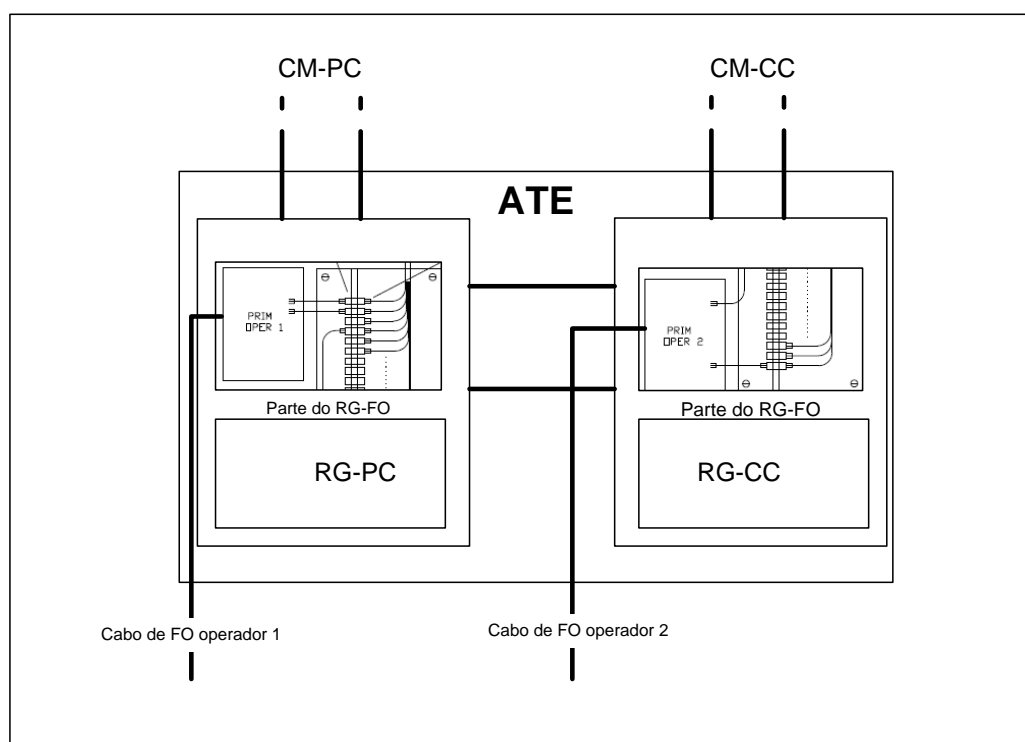 CM-PC
CM-CC
ATE
PRIM
OPER 1
PRIM
OPER 2
Parte do RG-FO
Parte do RG-FO
RG-PC
RG-CC
Cabo de FO operador 1
Cabo de FO operador 2